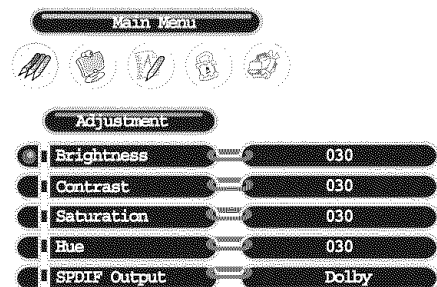 Main Menu
Adjustment
Brightness 030
Contrast 030
Saturation 030
Hue 030
SPDIF Output Dolby